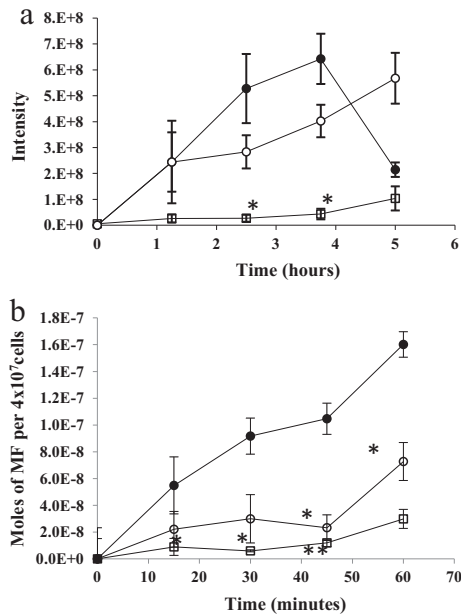 a
8.E+8
7.E+8
6.E+8
5.E+8
4.E+8
3.E+8
2.E+8
1.E+8
0.E+0
Intensity
*
*
0
1
2
3
4
5
6
Time (hours)
b
1.8E-7
1.6E-7
1.4E-7
1.2E-7
1.0E-7
8.0E-8
6.0E-8
4.0E-8
2.0E-8
0.0E+0
Moles of MF per 4x10⁷cells
*
*
*
*
**
0
10
20
30
40
50
60
70
Time (minutes)